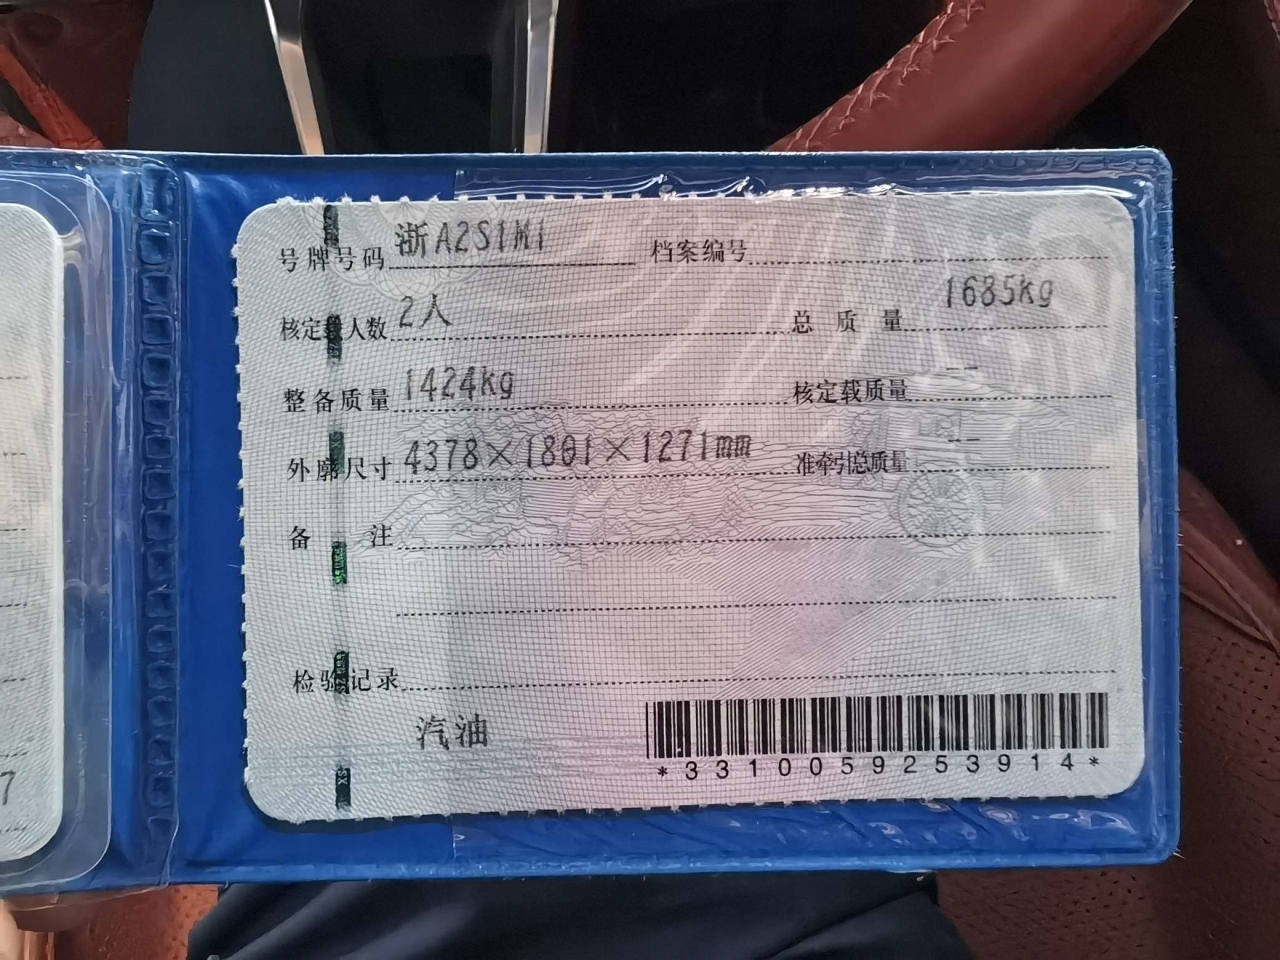 号牌号码 浙A2S1M1 档案编号
核定载人数 2人 总质量 1685kg
整备质量 1424kg 核定载质量 --
外廓尺寸 4378×1801×1271mm 准牵引总质量 --
备注
检验记录
汽油
*3310059253914*
7